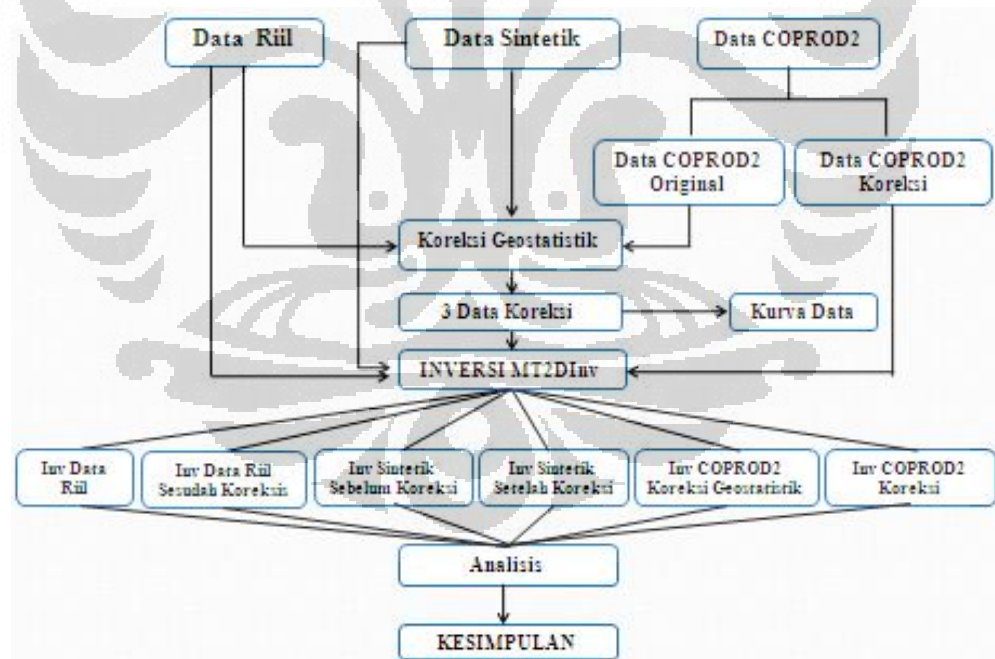 Data Riil
Data Sintetik
Data COPROD2
Data COPROD2
Original
Data COPROD2
Koreksi
Koreksi Geostatistik
3 Data Koreksi
Kurva Data
INVERSI MT2DInv
Inv Data
Riil
Inv Data Riil
Sesudah Koreksis
Inv Sintetik
Sebelum Koreksi
Inv Sintetik
Setelah Koreksi
Inv COPROD2
Koreksi Geostatistik
Inv COPROD2
Koreksi
Analisis
KESIMPULAN